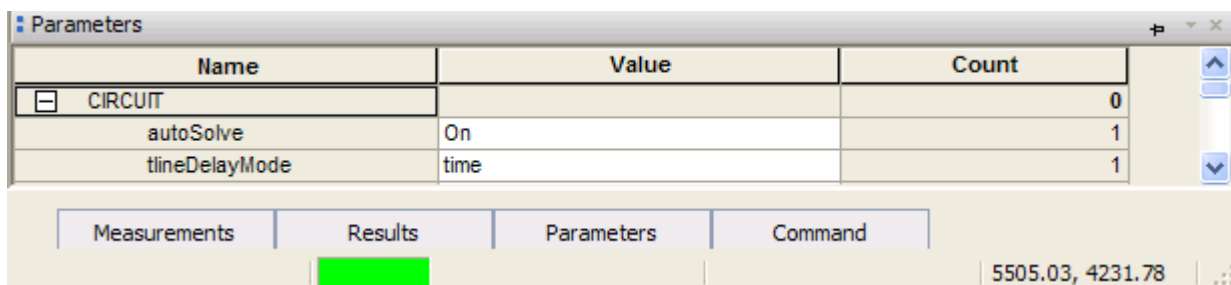 Parameters
Name Value Count
CIRCUIT 0
autoSolve On 1
tlineDelayMode time 1
Measurements Results Parameters Command
5505.03, 4231.78